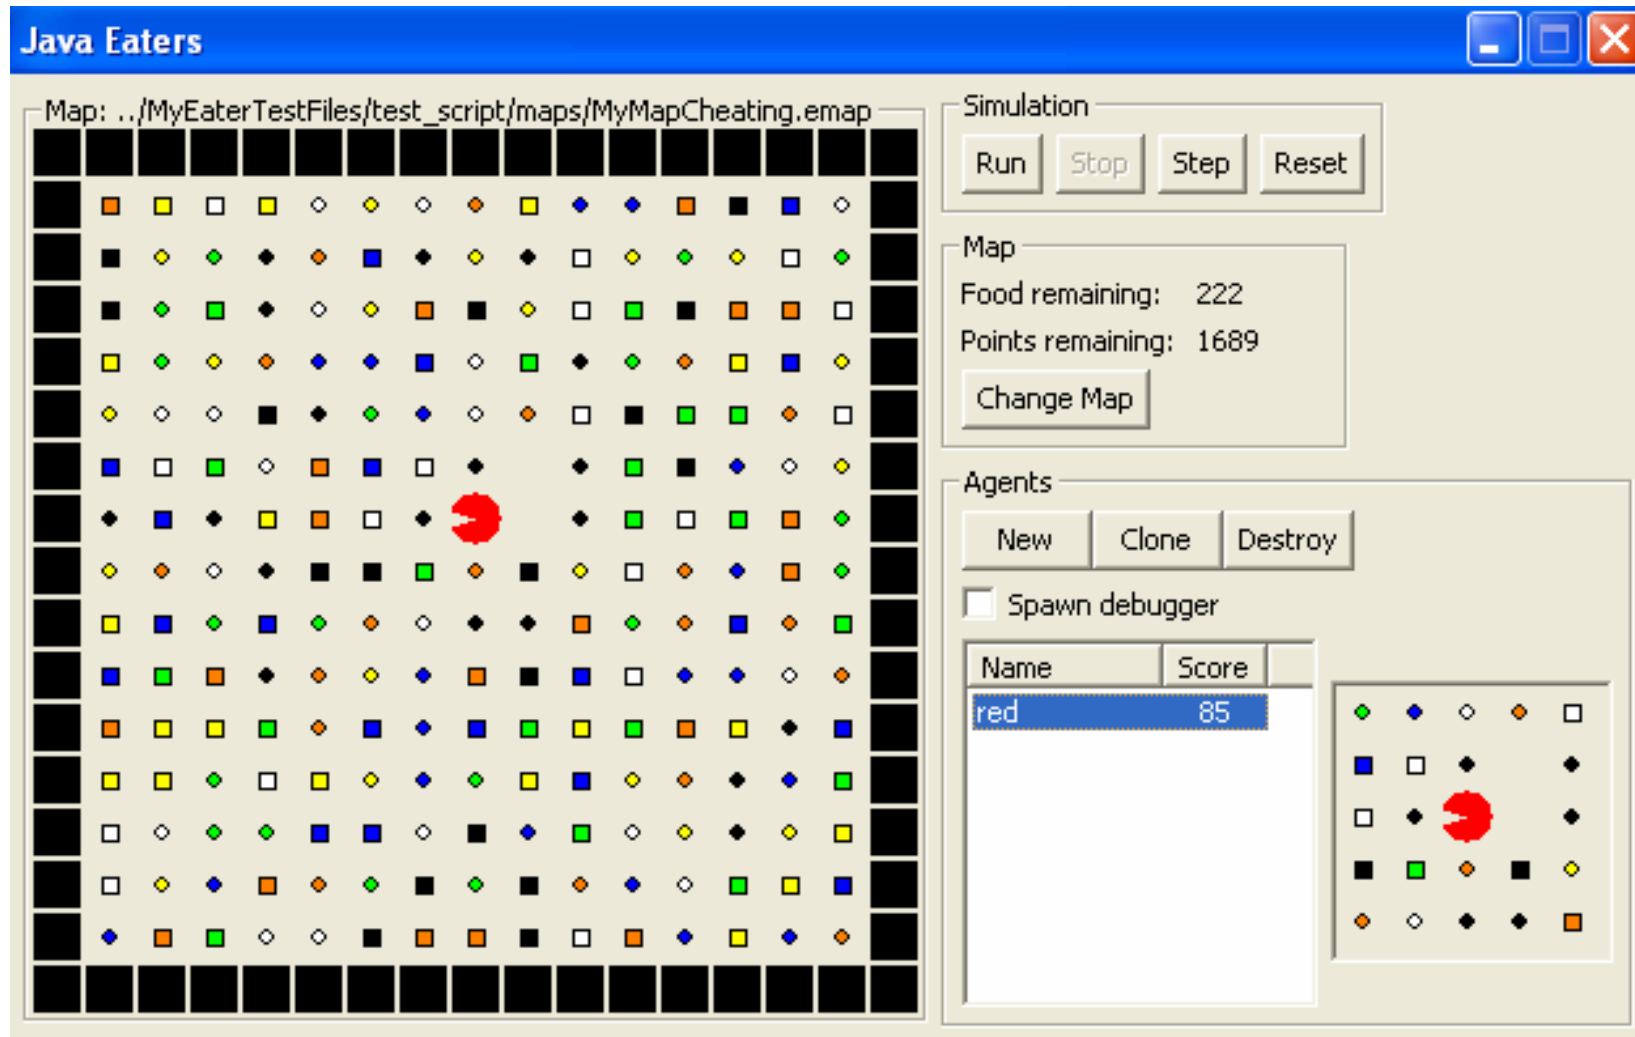 Java Eaters
Map: ../MyEaterTestFiles/test_script/maps/MyMapCheating.emap
Simulation
Run Stop Step Reset
Map
Food remaining: 222
Points remaining: 1689
Change Map
Agents
New Clone Destroy
Spawn debugger
Name Score
red 85